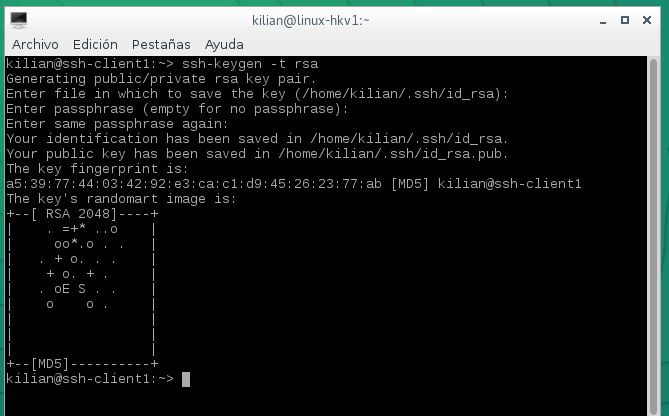 kilian@linux-hkv1:~
Archivo Edición Pestañas Ayuda
kilian@ssh-client1:~> ssh-keygen -t rsa
Generating public/private rsa key pair.
Enter file in which to save the key (/home/kilian/.ssh/id_rsa):
Enter passphrase (empty for no passphrase):
Enter same passphrase again:
Your identification has been saved in /home/kilian/.ssh/id_rsa.
Your public key has been saved in /home/kilian/.ssh/id_rsa.pub.
The key fingerprint is:
a5:39:77:44:03:42:92:e3:ca:c1:d9:45:26:23:77:ab [MD5] kilian@ssh-client1
The key's randomart image is:
+--[ RSA 2048]----+
|    . =+* ..o    |
|     oo*.o . .   |
|   . + o. . .    |
|    + o. + .     |
|   . oE S . .    |
|    o    o .     |
|                 |
|                 |
|                 |
+--[MD5]----------+
kilian@ssh-client1:~>